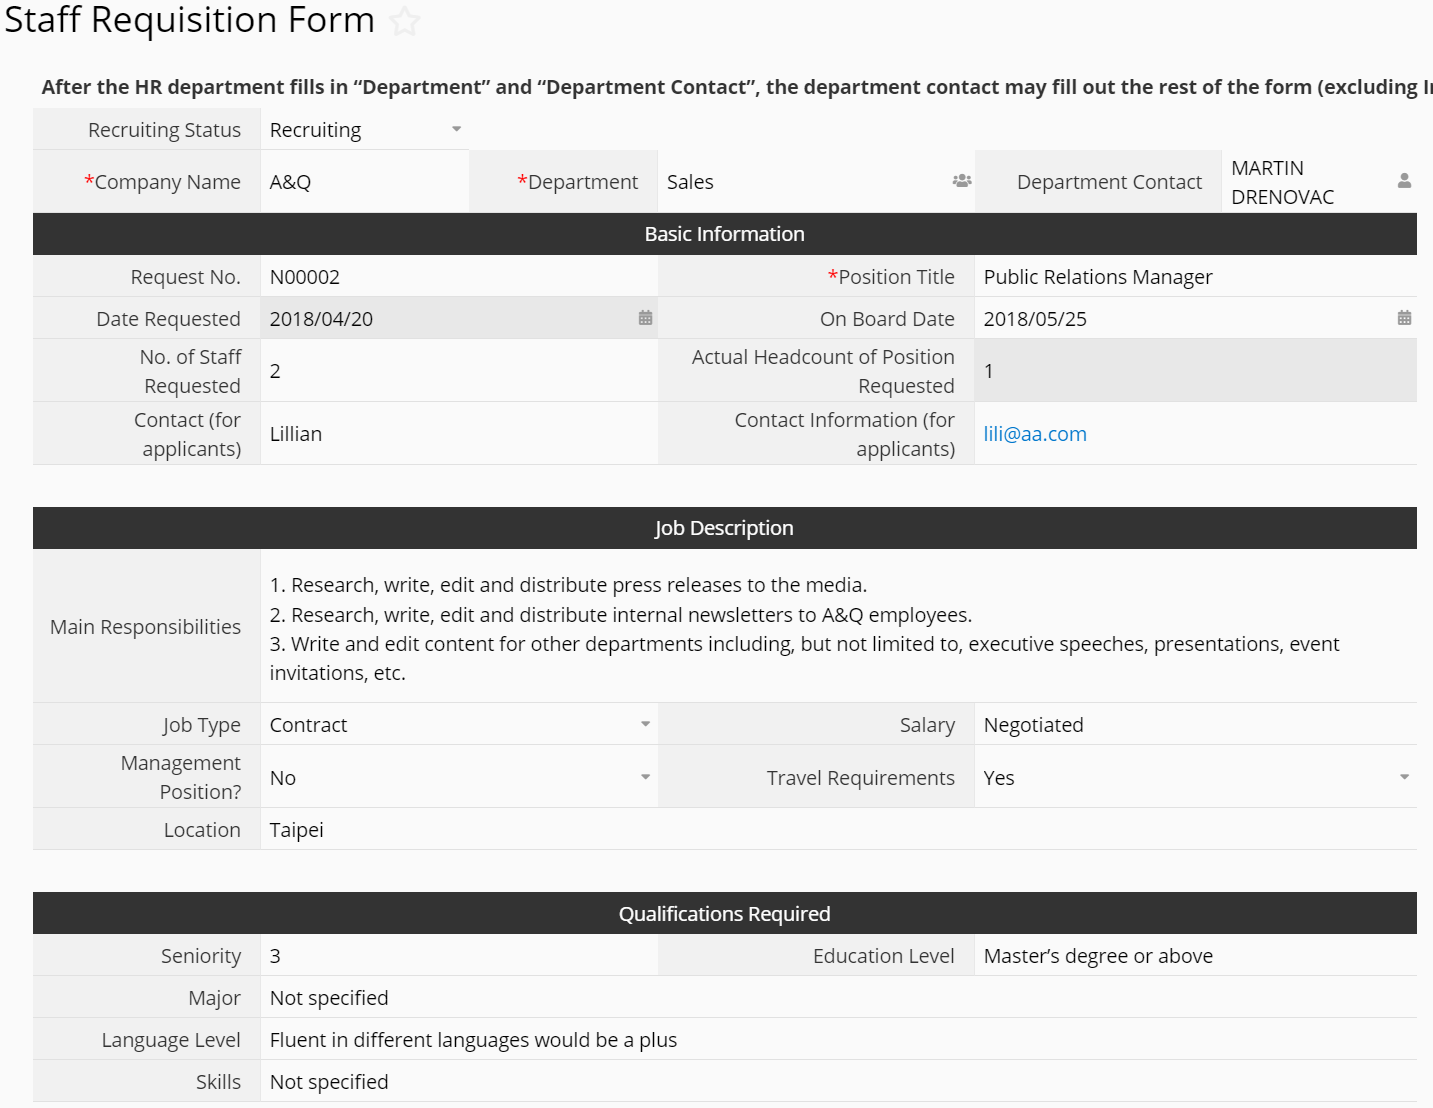 Staff Requisition Form
After the HR department fills in “Department” and “Department Contact”, the department contact may fill out the rest of the form (excluding
Recruiting Status Recruiting
*Company Name A&Q *Department Sales Department Contact MARTIN
DRENOVAC
Basic Information
Request No. N00002 *Position Title Public Relations Manager
Date Requested 2018/04/20 On Board Date 2018/05/25
No. of Staff
Requested 2 Actual Headcount of Position
Requested 1
Contact (for
applicants) Lillian Contact Information (for
applicants) lili@aa.com
Job Description
Main Responsibilities
1. Research, write, edit and distribute press releases to the media.
2. Research, write, edit and distribute internal newsletters to A&Q employees.
3. Write and edit content for other departments including, but not limited to, executive speeches, presentations, event
invitations, etc.
Job Type Contract Salary Negotiated
Management
Position? No Travel Requirements Yes
Location Taipei
Qualifications Required
Seniority 3 Education Level Master’s degree or above
Major Not specified
Language Level Fluent in different languages would be a plus
Skills Not specified